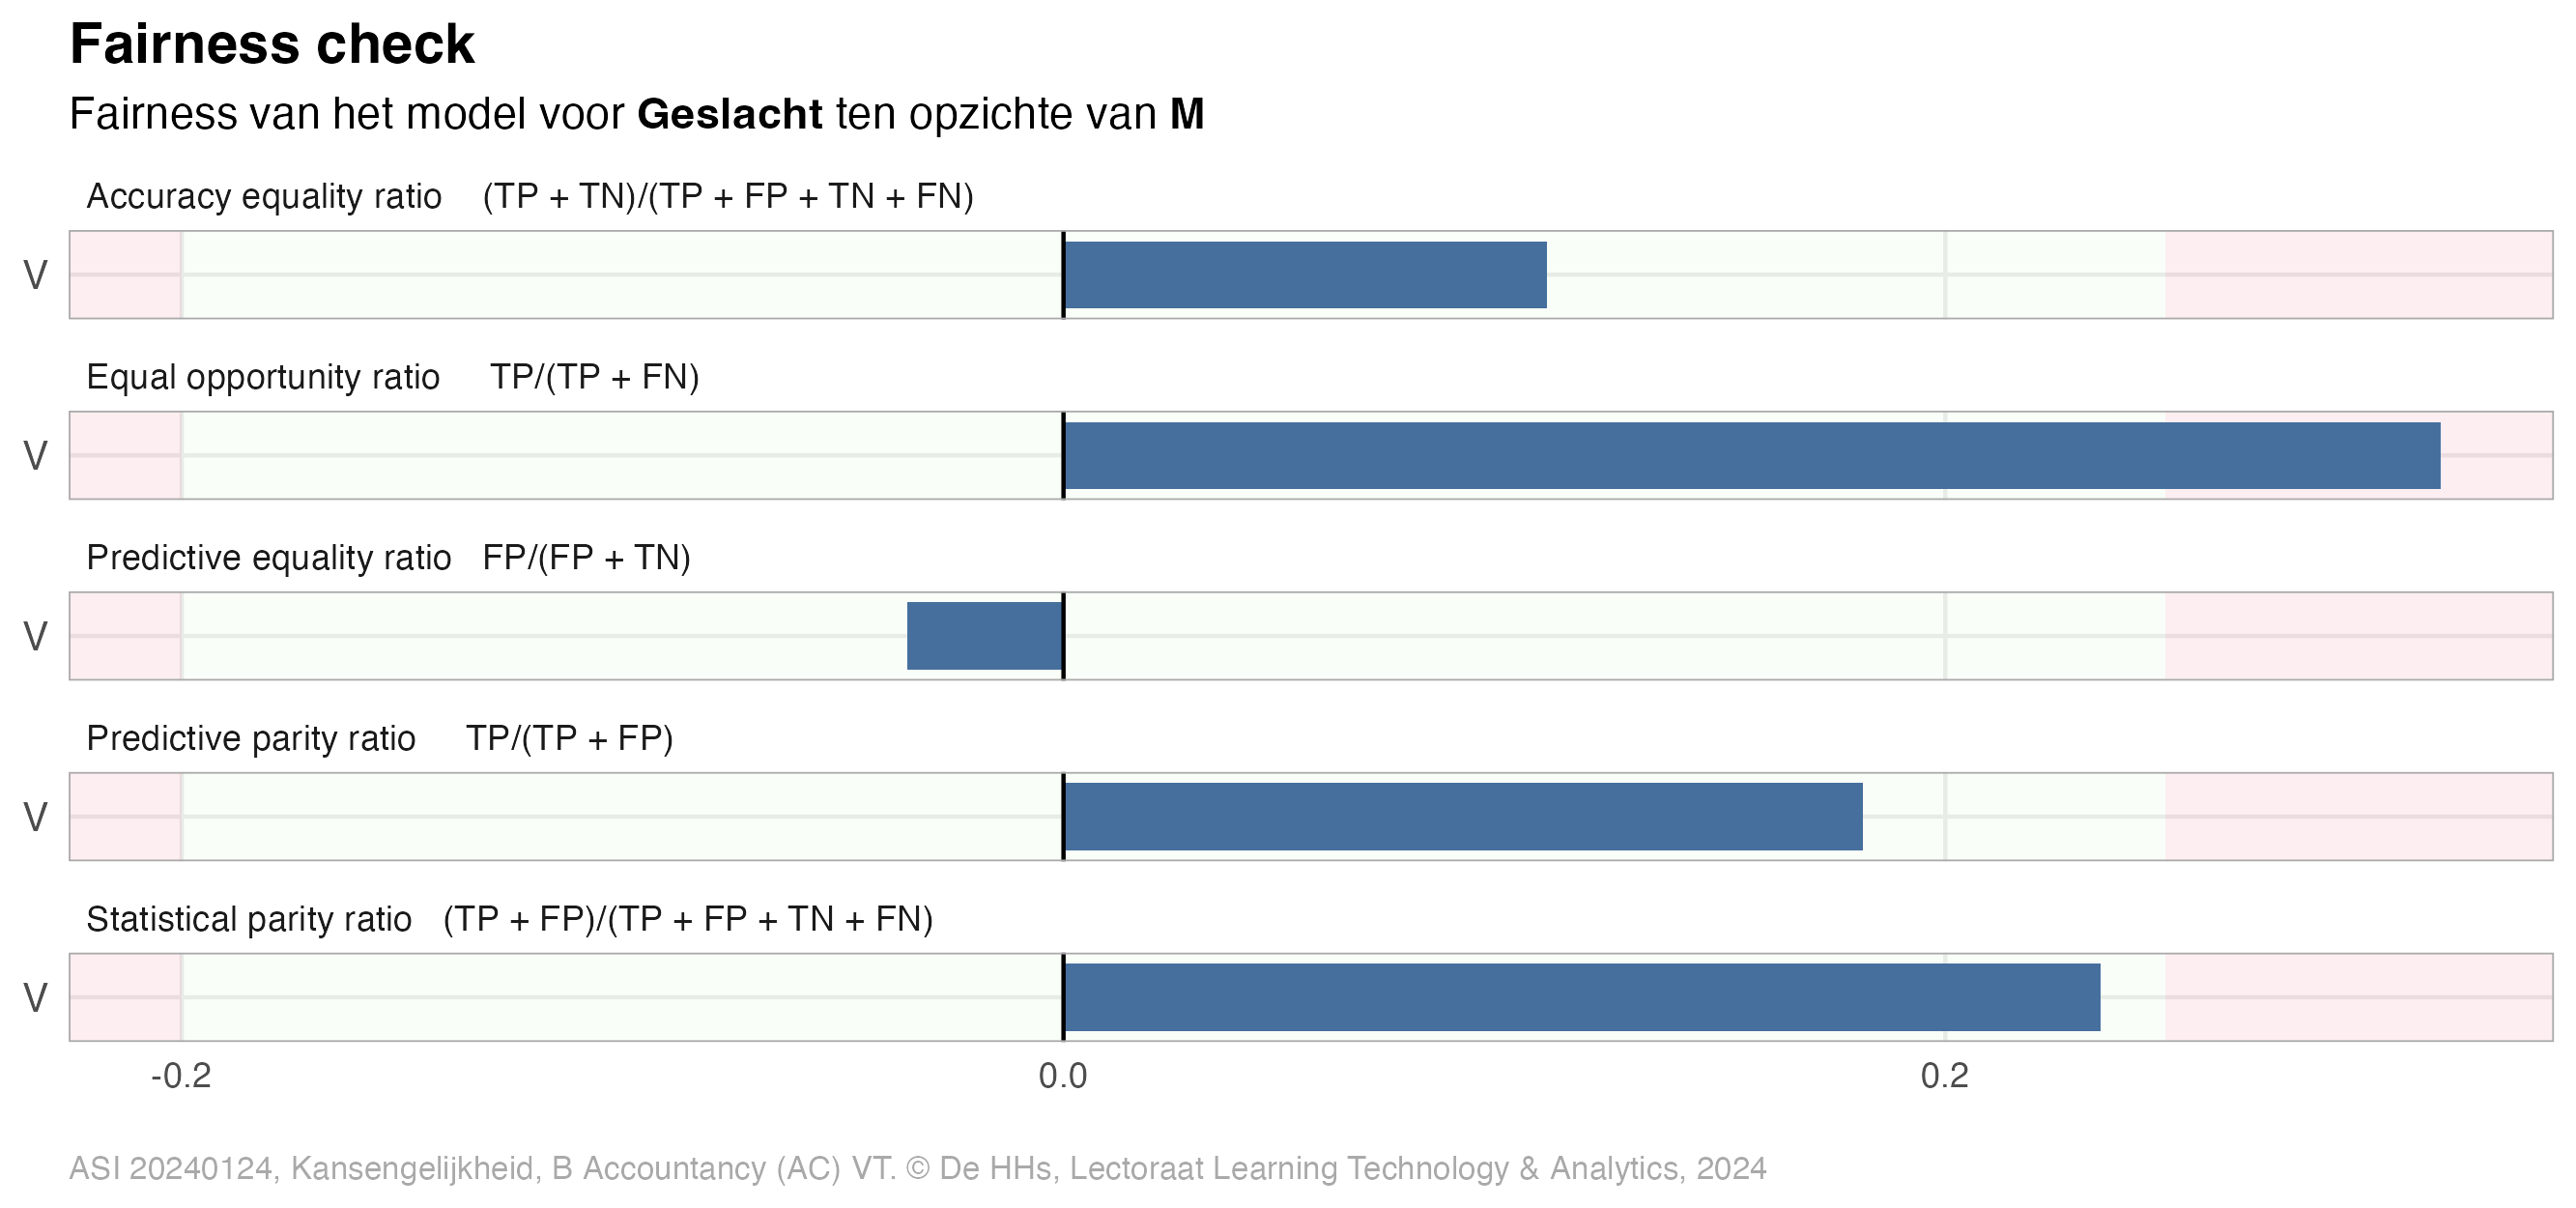 Fairness check
Fairness van het model voor Geslacht ten opzichte van M
Accuracy equality ratio (TP + TN)/(TP + FP + TN + FN)
V
Equal opportunity ratio TP/(TP + FN)
V
Predictive equality ratio FP/(FP + TN)
V
Predictive parity ratio TP/(TP + FP)
V
Statistical parity ratio (TP + FP)/(TP + FP + TN + FN)
V
-0.2 0.0 0.2
ASI 20240124, Kansengelijkheid, B Accountancy (AC) VT. © De HHs, Lectoraat Learning Technology & Analytics, 2024